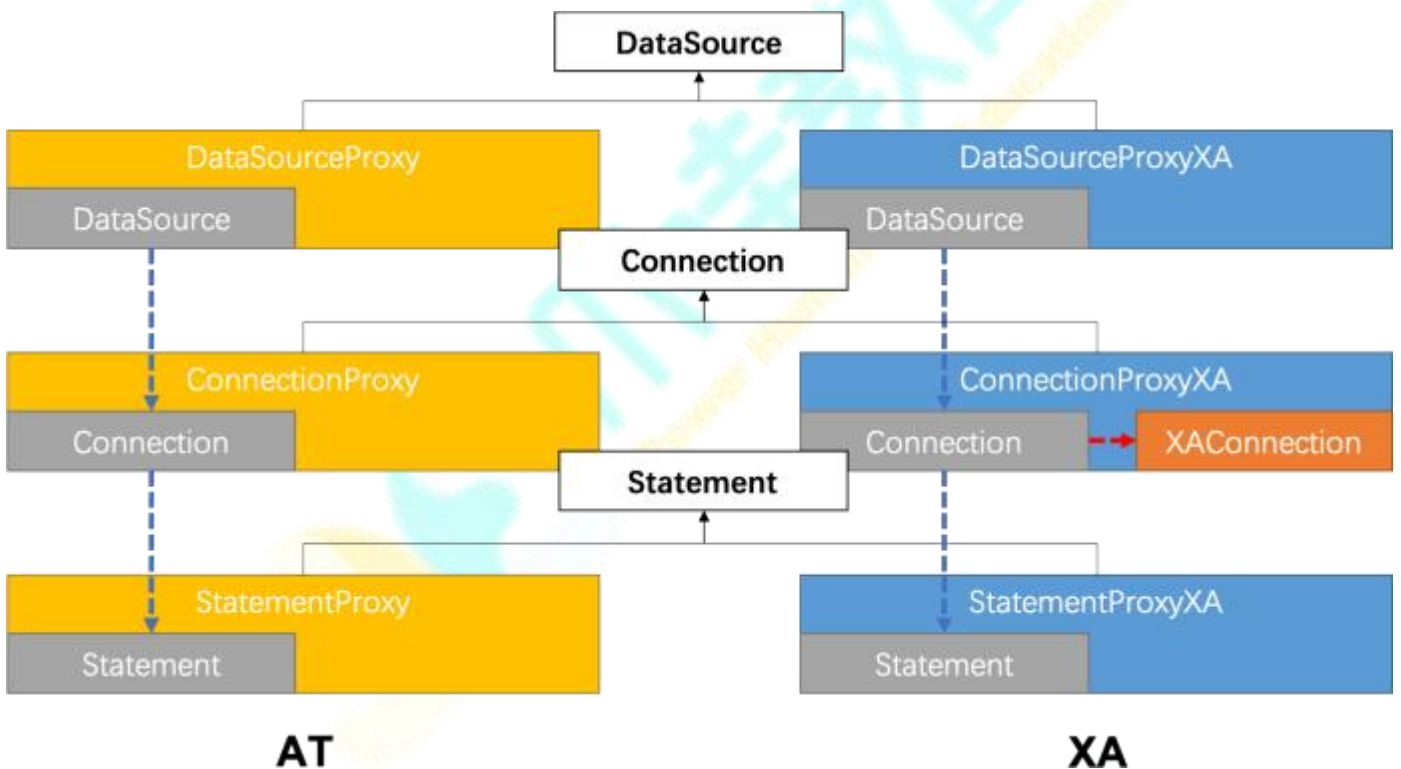 DataSource
DataSourceProxy
DataSourceProxyXA
DataSource
DataSource
Connection
ConnectionProxy
ConnectionProxyXA
Connection
Connection
XAConnection
Statement
StatementProxy
StatementProxyXA
Statement
Statement
AT
XA